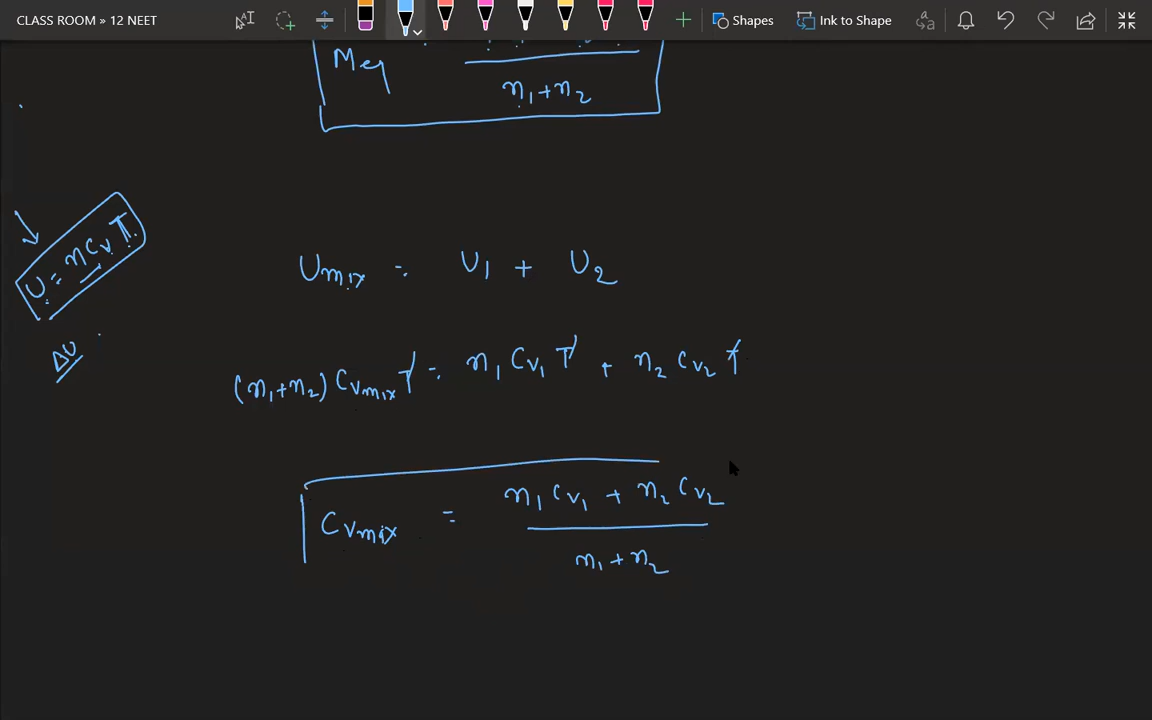 CLASS ROOM » 12 NEET
Shapes
Ink to Shape
Meq
n1+n2
U = nCvT
ΔU
Umix = U1 + U2
(n1+n2) Cvmix T = n1 Cv1 T + n2 Cv2 T
Cvmix = n1 Cv1 + n2 Cv2
n1 + n2